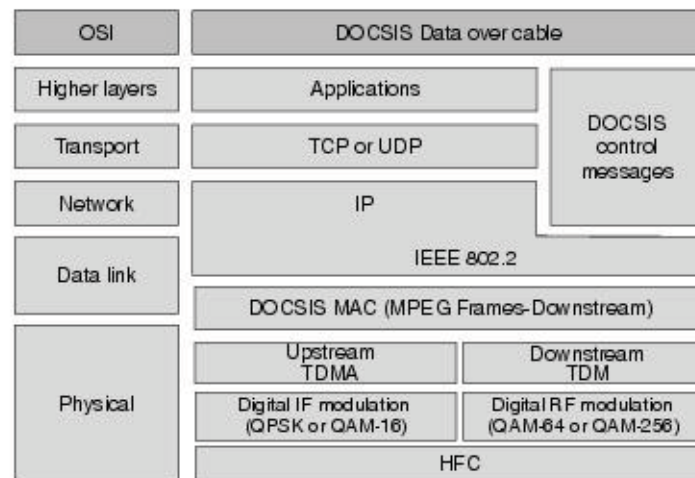 OSI
DOCSIS Data over cable
Higher layers
Applications
DOCSIS
control
messages
Transport
TCP or UDP
Network
IP
Data link
IEEE 802.2
DOCSIS MAC (MPEG Frames-Downstream)
Physical
Upstream
TDMA
Downstream
TDM
Digital IF modulation
(QPSK or QAM-16)
Digital RF modulation
(QAM-64 or QAM-256)
HFC